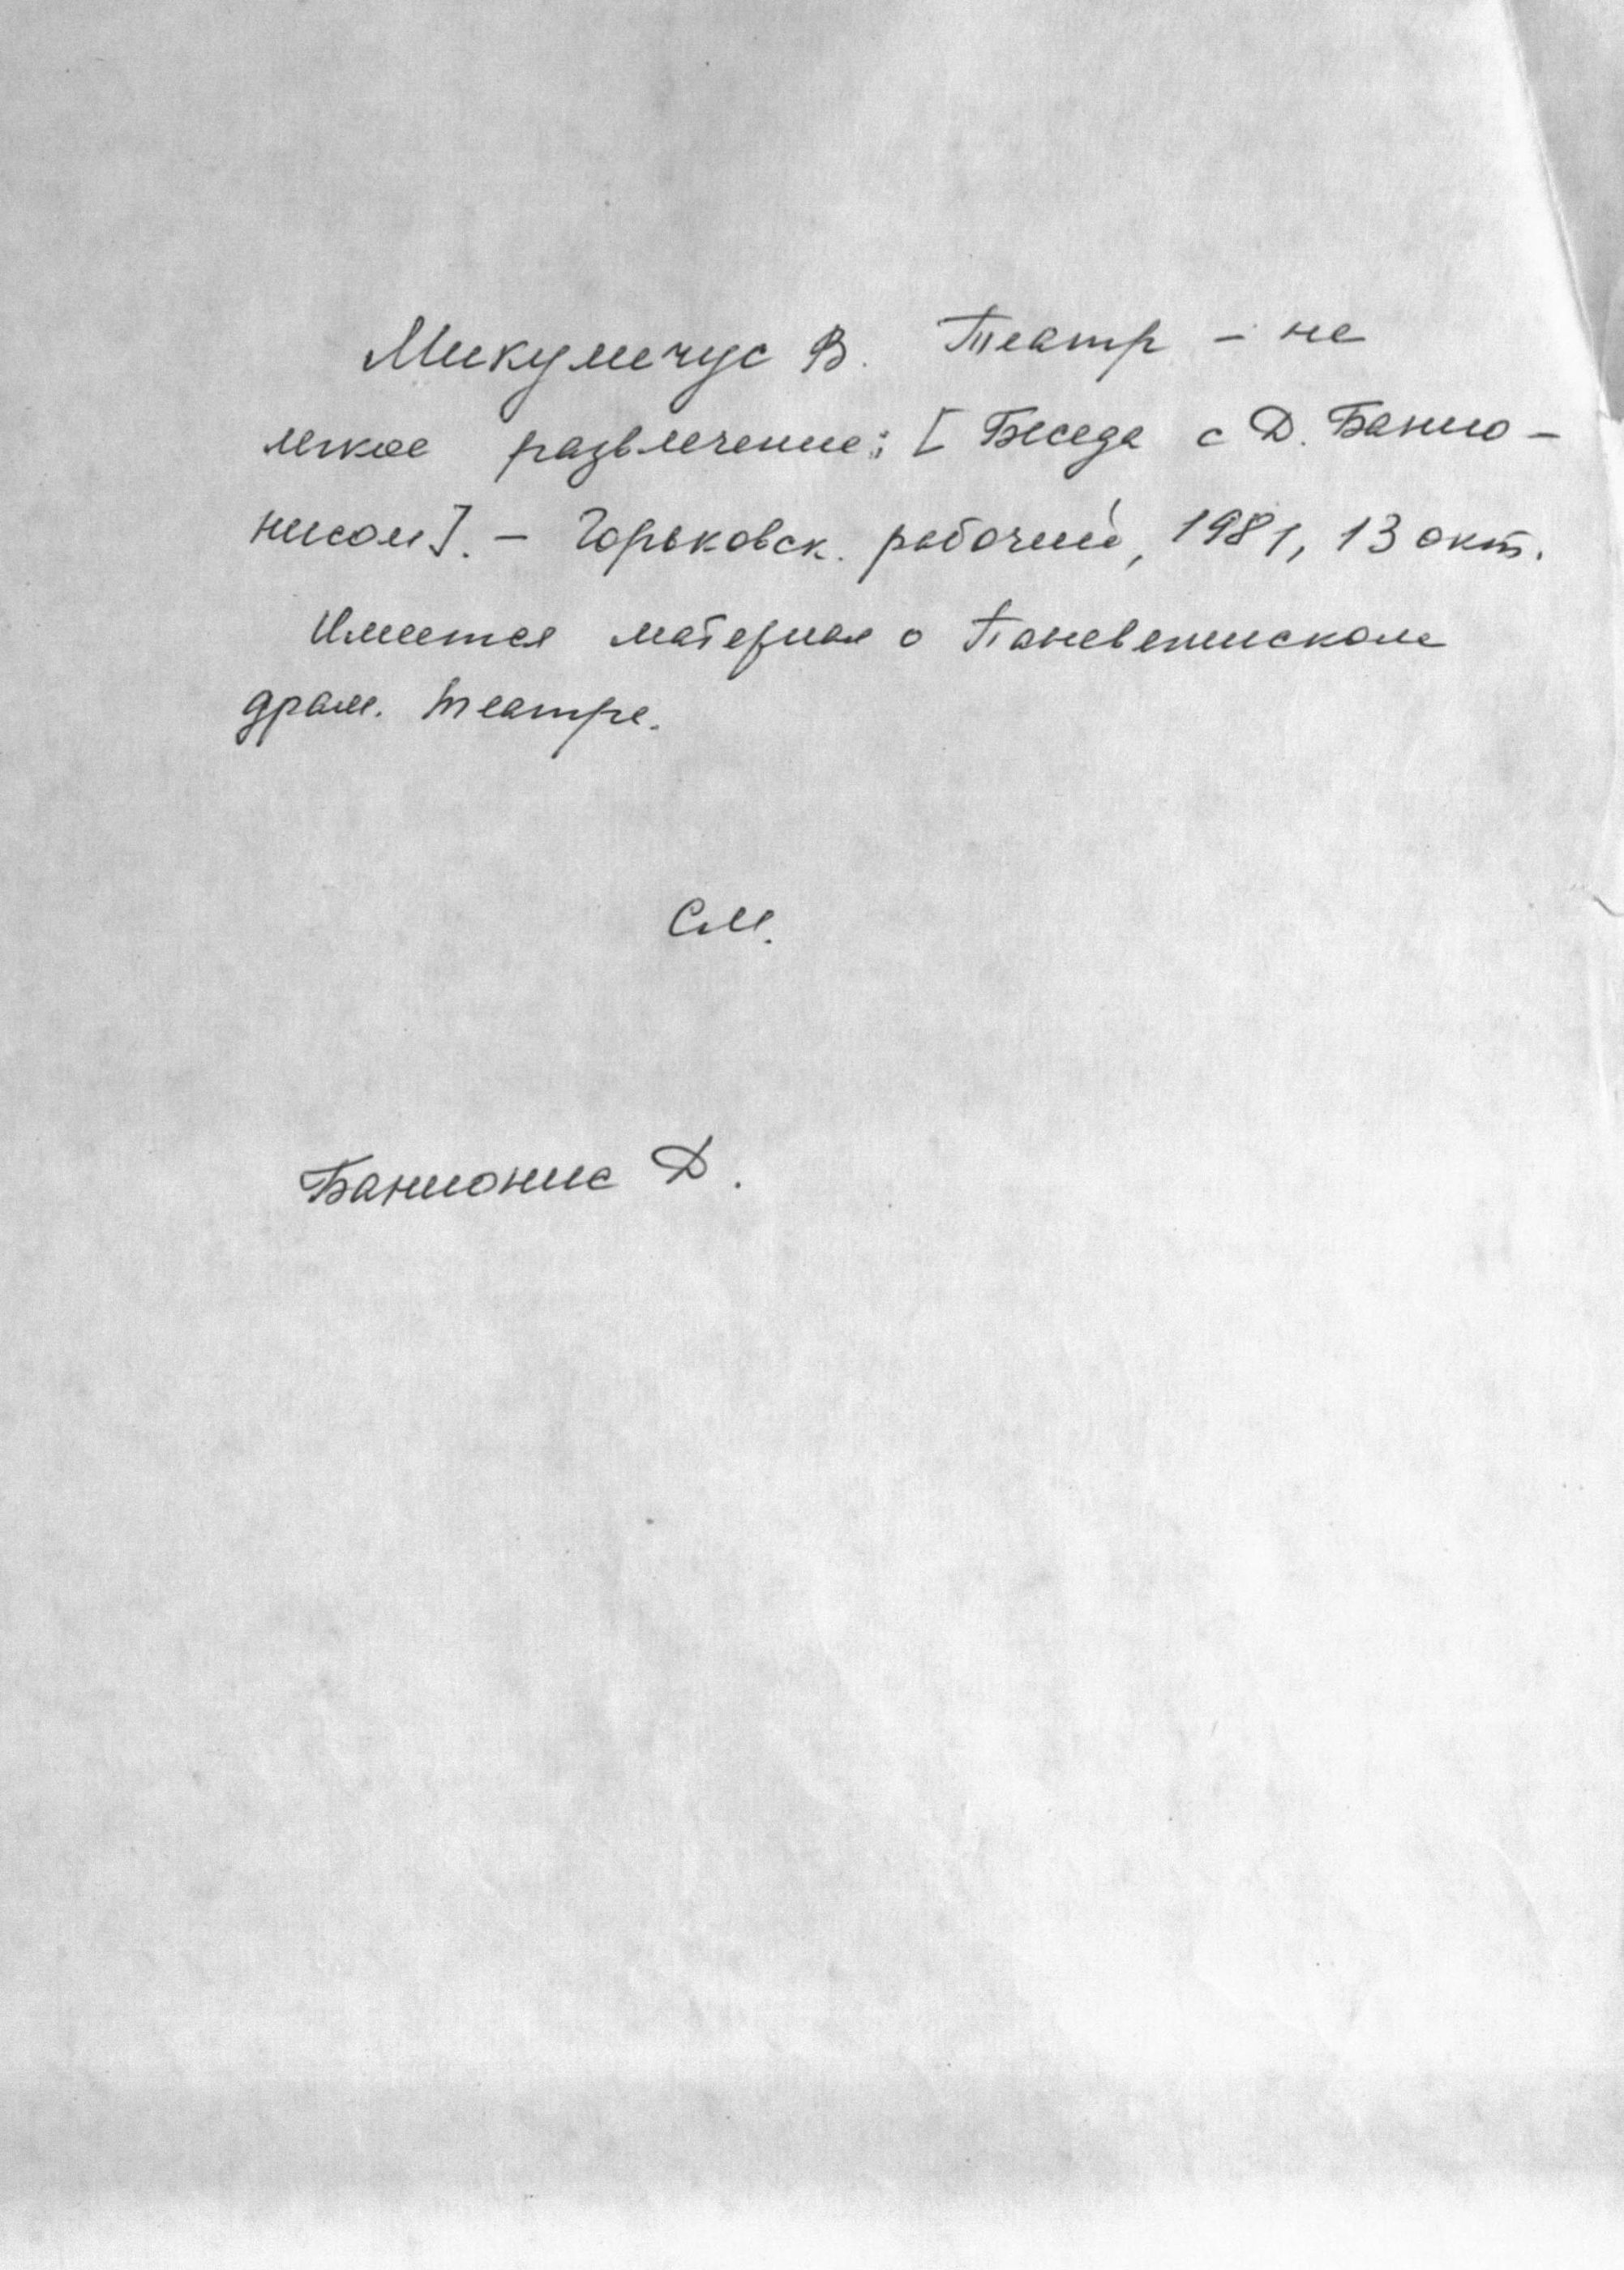 Микуличус В. Театр – не
легкое развлечение: [Беседа с Д. Банио-
нисом]. – Горьковск. рабочий, 1981, 13 окт.
Имеется материал о Паневежиском
драм. театре.
См.
Банионис Д.